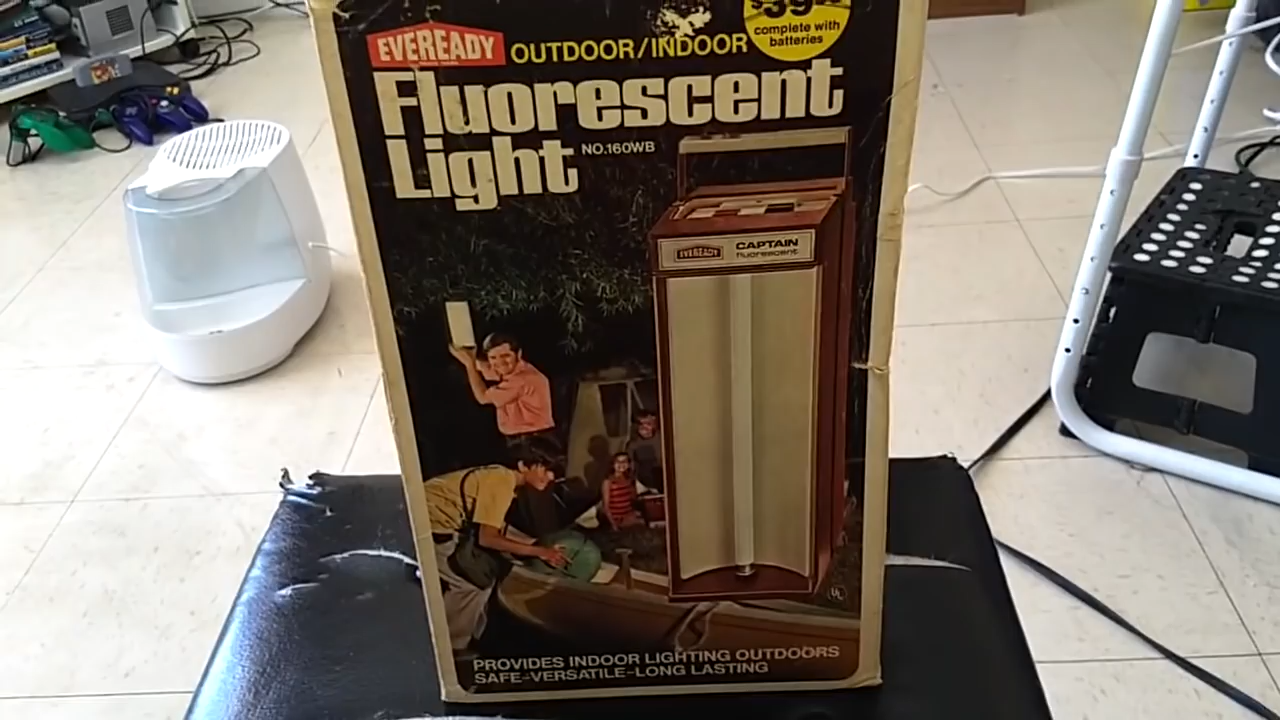 EVEREADY OUTDOOR/INDOOR
complete with
batteries
Fluorescent
Light NO.160WB
EVEREADY CAPTAIN
fluorescent
UL
PROVIDES INDOOR LIGHTING OUTDOORS
SAFE-VERSATILE-LONG LASTING